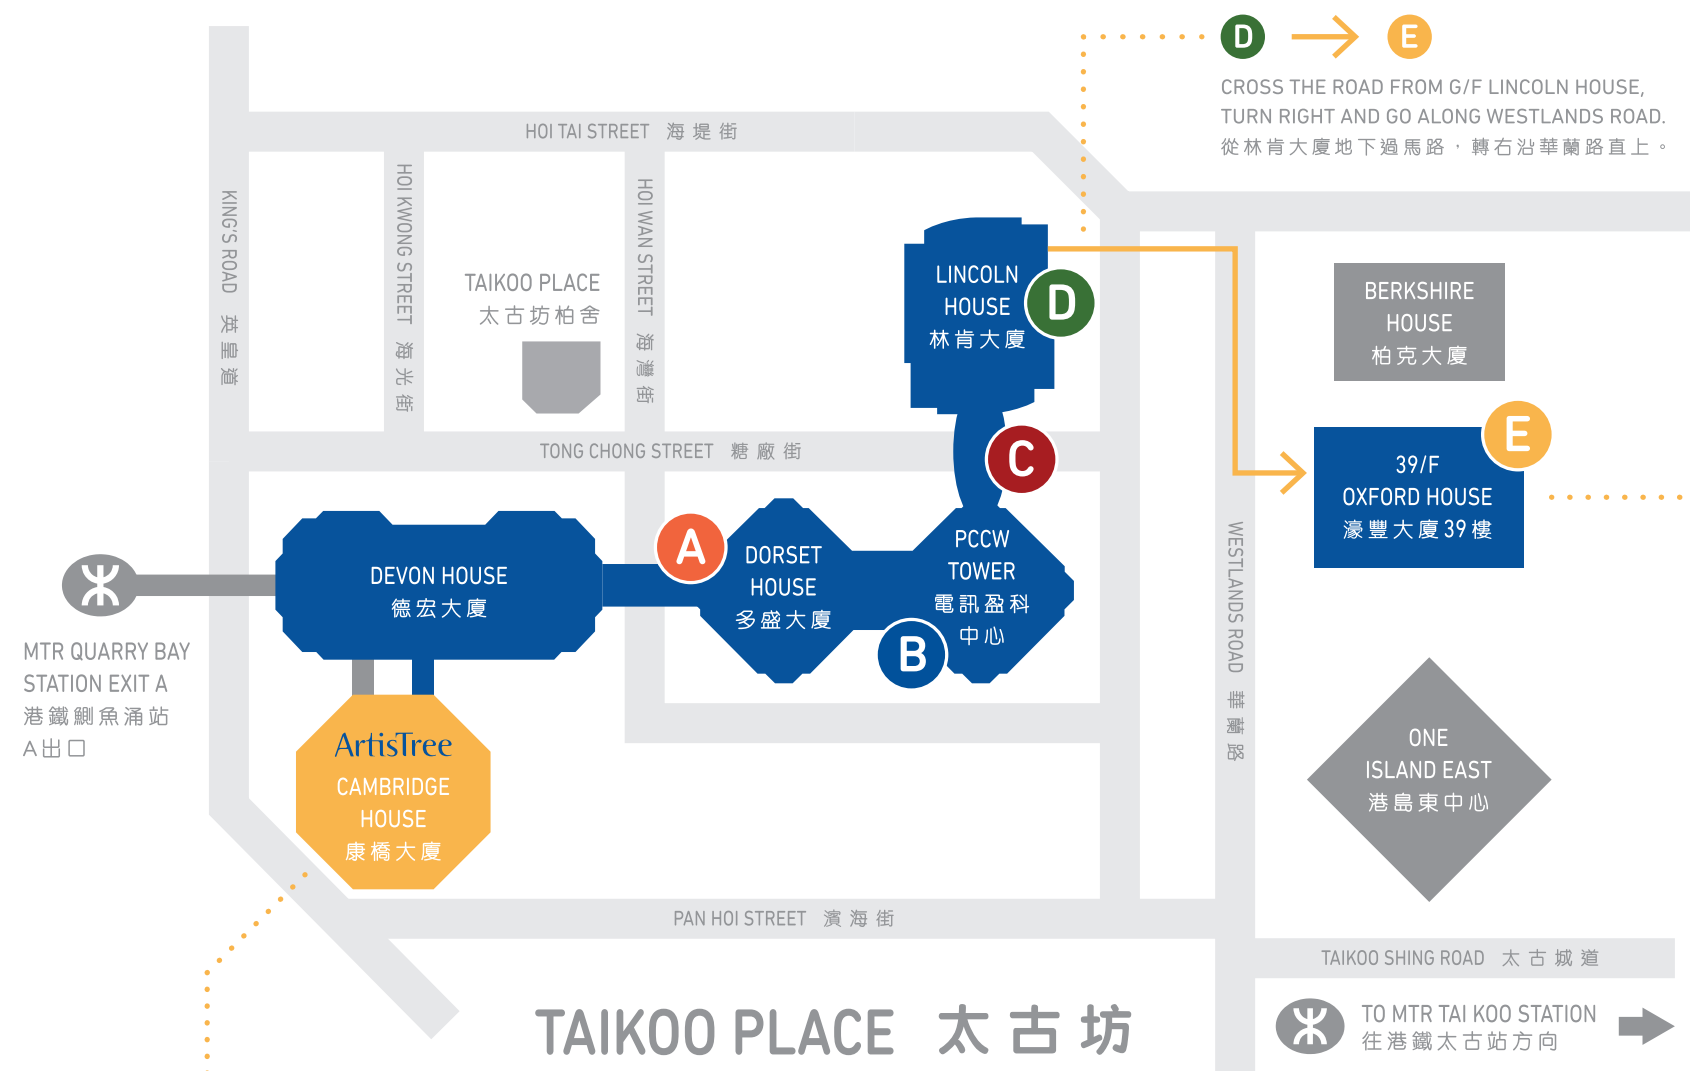 D
E
CROSS THE ROAD FROM G/F LINCOLN HOUSE,
TURN RIGHT AND GO ALONG WESTLANDS ROAD.
從林肯大廈地下過馬路，轉右沿華蘭路直上。
HOI TAI STREET 海堤街
KING'S ROAD 英皇道
HOI KWONG STREET 海光街
HOI WAN STREET 海灣街
TAIKOO PLACE
太古坊柏舍
LINCOLN
HOUSE
林肯大廈
D
BERKSHIRE
HOUSE
柏克大廈
TONG CHONG STREET 糖廠街
C
E
39/F
OXFORD HOUSE
濠豐大廈39樓
A
DEVON HOUSE
德宏大廈
DORSET
HOUSE
多盛大廈
PCCW
TOWER
電訊盈科
中心
B
WESTLANDS ROAD 華蘭路
MTR QUARRY BAY
STATION EXIT A
港鐵鰂魚涌站
A出口
ArtisTree
CAMBRIDGE
HOUSE
康橋大廈
ONE
ISLAND EAST
港島東中心
PAN HOI STREET 濱海街
TAIKOO SHING ROAD 太古城道
TAIKOO PLACE 太古坊
TO MTR TAI KOO STATION
往港鐵太古站方向